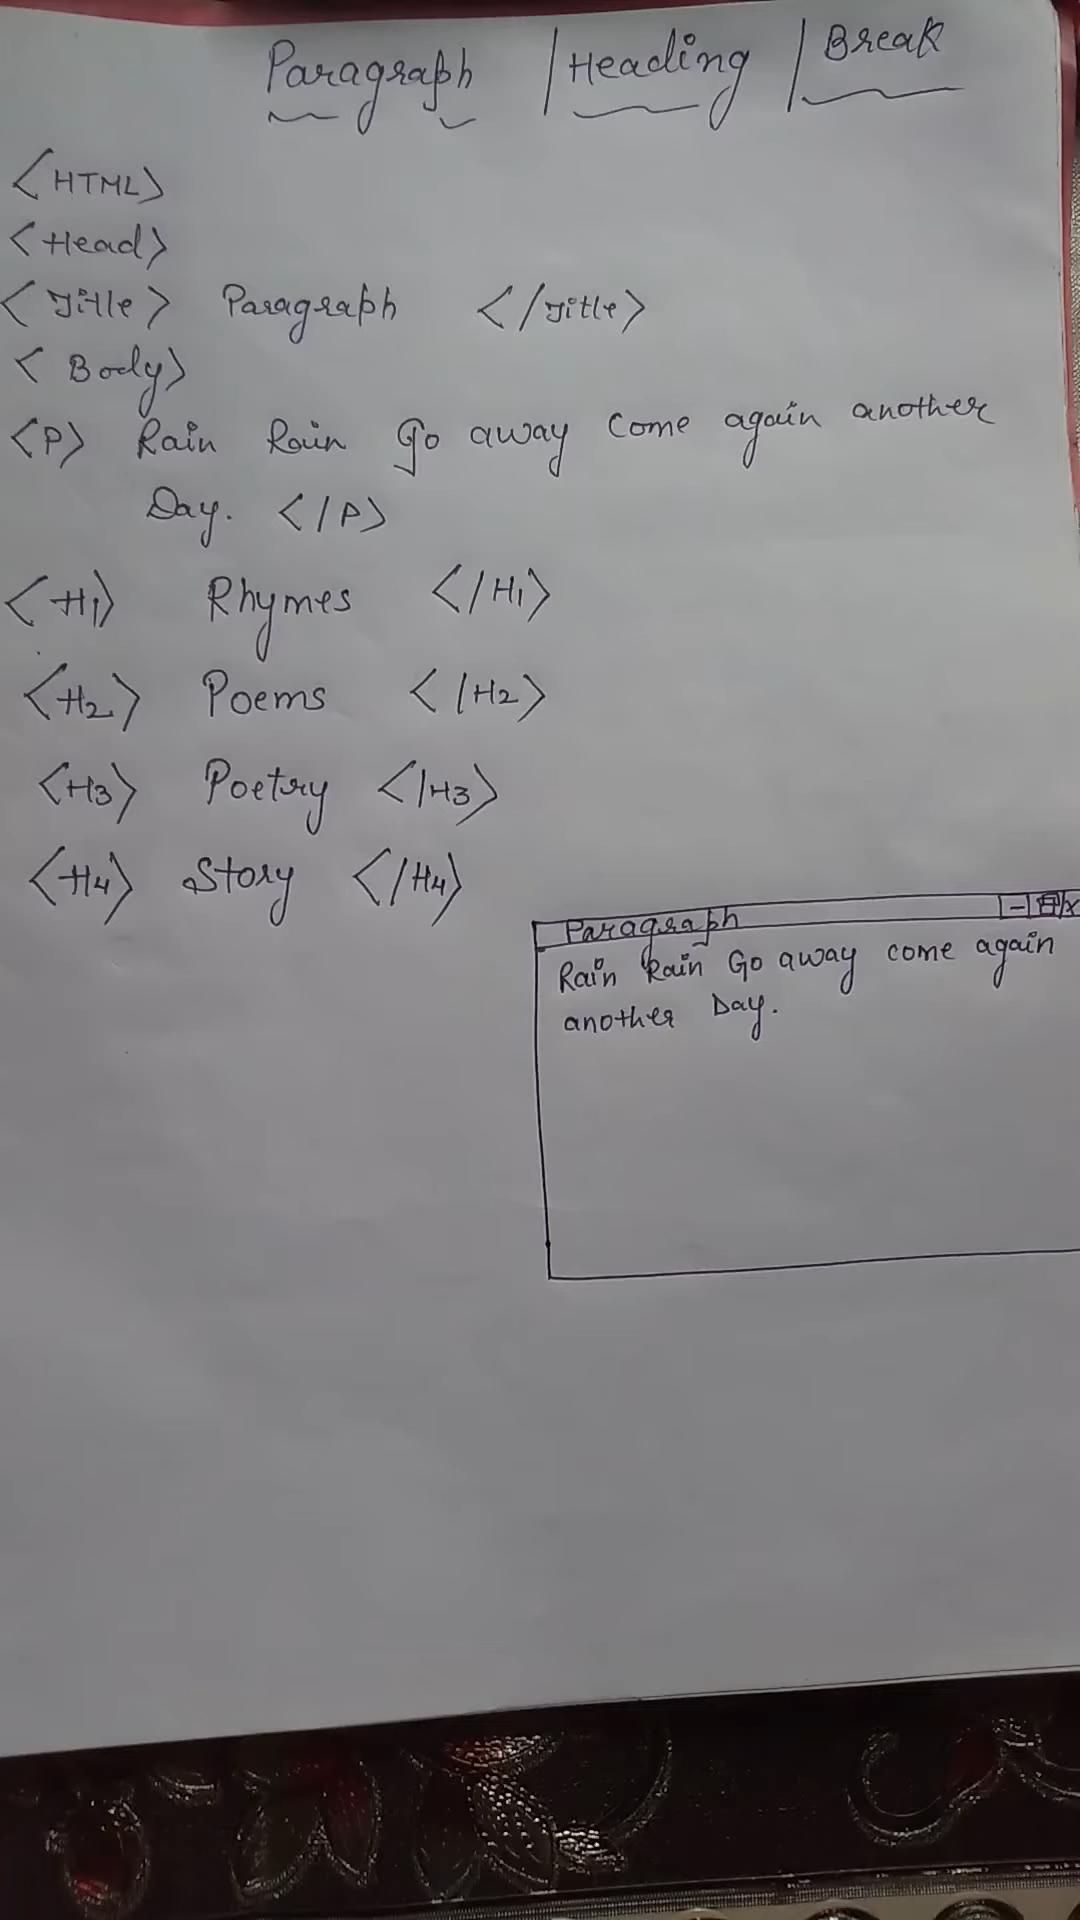 Paragraph / Heading / Break
<HTML>
<Head>
<Title> Paragraph </Title>
<Body>
<P> Rain Rain Go away Come again another
Day. </P>
<H1> Rhymes </H1>
<H2> Poems </H2>
<H3> Poetry </H3>
<H4> Story </H4>
Paragraph
Rain Rain Go away come again
another Day.